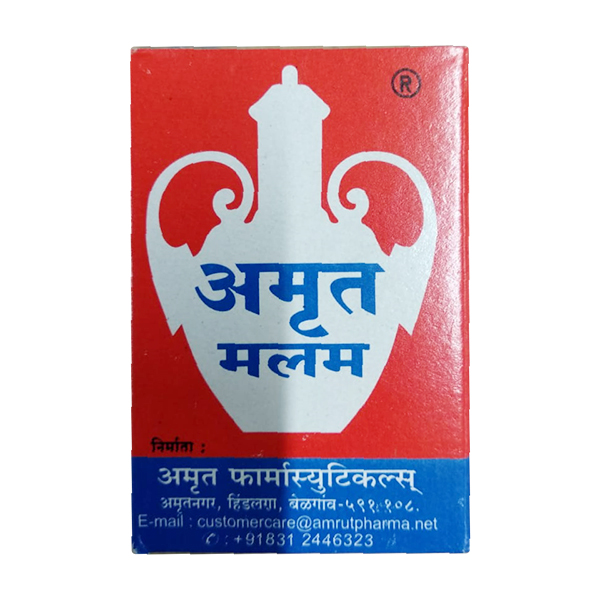 ®
अमृत
मलम
निर्माता :
अमृत फार्मास्युटिकल्स्
अमृतनगर, हिंडलगा, बेळगांव-५९१ १०८.
E-mail : customercare@amrutpharma.net
✆ : +91831 2446323